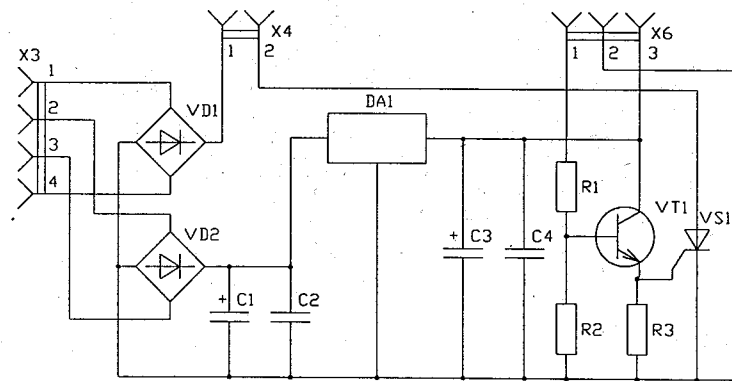 X4
X6
1
2
1
2
3
X3
1
2
3
4
VD1
DA1
R1
VT1
VS1
VD2
+
C3
C4
+
C1
C2
R2
R3